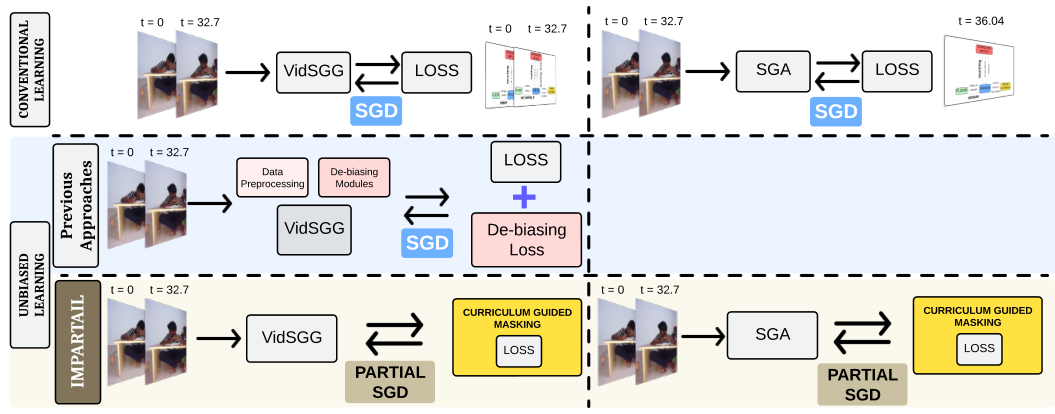 CONVENTIONAL
LEARNING
t = 0
t = 32.7
VidSGG
LOSS
SGD
t = 0
t = 32.7
t = 0
t = 32.7
SGA
LOSS
SGD
t = 36.04
UNBIASED
LEARNING
Previous
Approaches
t = 0
t = 32.7
Data
Preprocessing
De-biasing
Modules
VidSGG
SGD
LOSS
+
De-biasing
Loss
IMPARTAIL
t = 0
t = 32.7
VidSGG
PARTIAL
SGD
CURRICULUM GUIDED
MASKING
LOSS
t = 0
t = 32.7
SGA
PARTIAL
SGD
CURRICULUM GUIDED
MASKING
LOSS